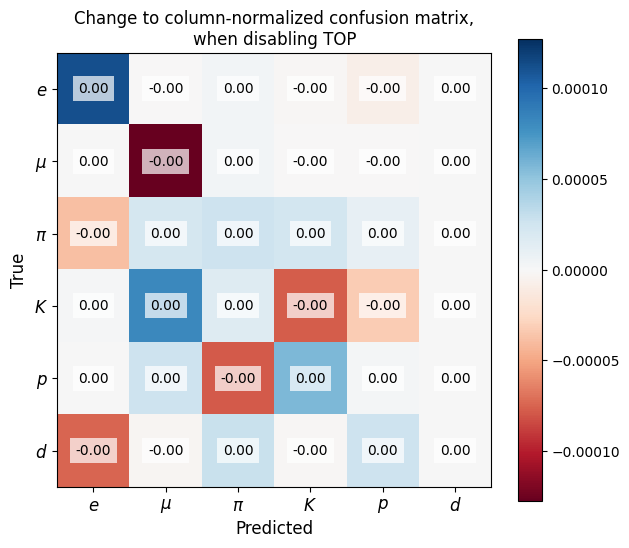 Change to column-normalized confusion matrix,
when disabling TOP
e 0.00 -0.00 0.00 -0.00 -0.00 0.00
μ 0.00 -0.00 0.00 -0.00 -0.00 0.00
π -0.00 0.00 0.00 0.00 0.00 0.00
K 0.00 0.00 0.00 -0.00 -0.00 0.00
p 0.00 0.00 -0.00 0.00 0.00 0.00
d -0.00 -0.00 0.00 -0.00 0.00 0.00
e μ π K p d
Predicted
True
0.00010
0.00005
0.00000
−0.00005
−0.00010